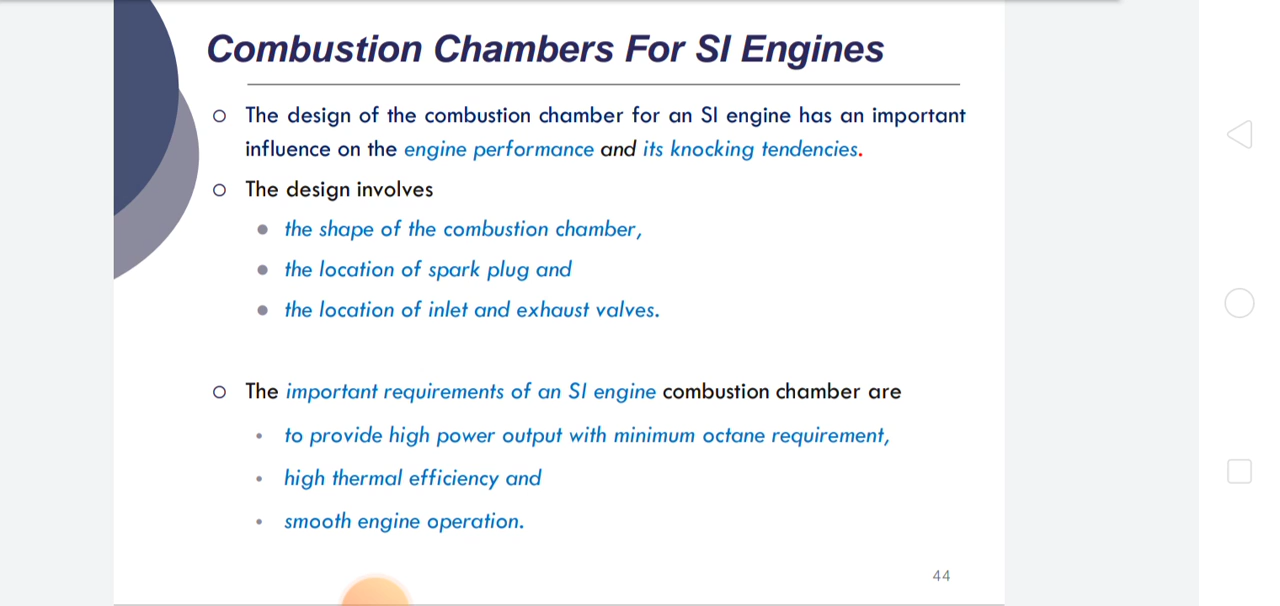 Combustion Chambers For SI Engines
The design of the combustion chamber for an SI engine has an important
influence on the engine performance and its knocking tendencies.
The design involves
the shape of the combustion chamber,
the location of spark plug and
the location of inlet and exhaust valves.
The important requirements of an SI engine combustion chamber are
to provide high power output with minimum octane requirement,
high thermal efficiency and
smooth engine operation.
44